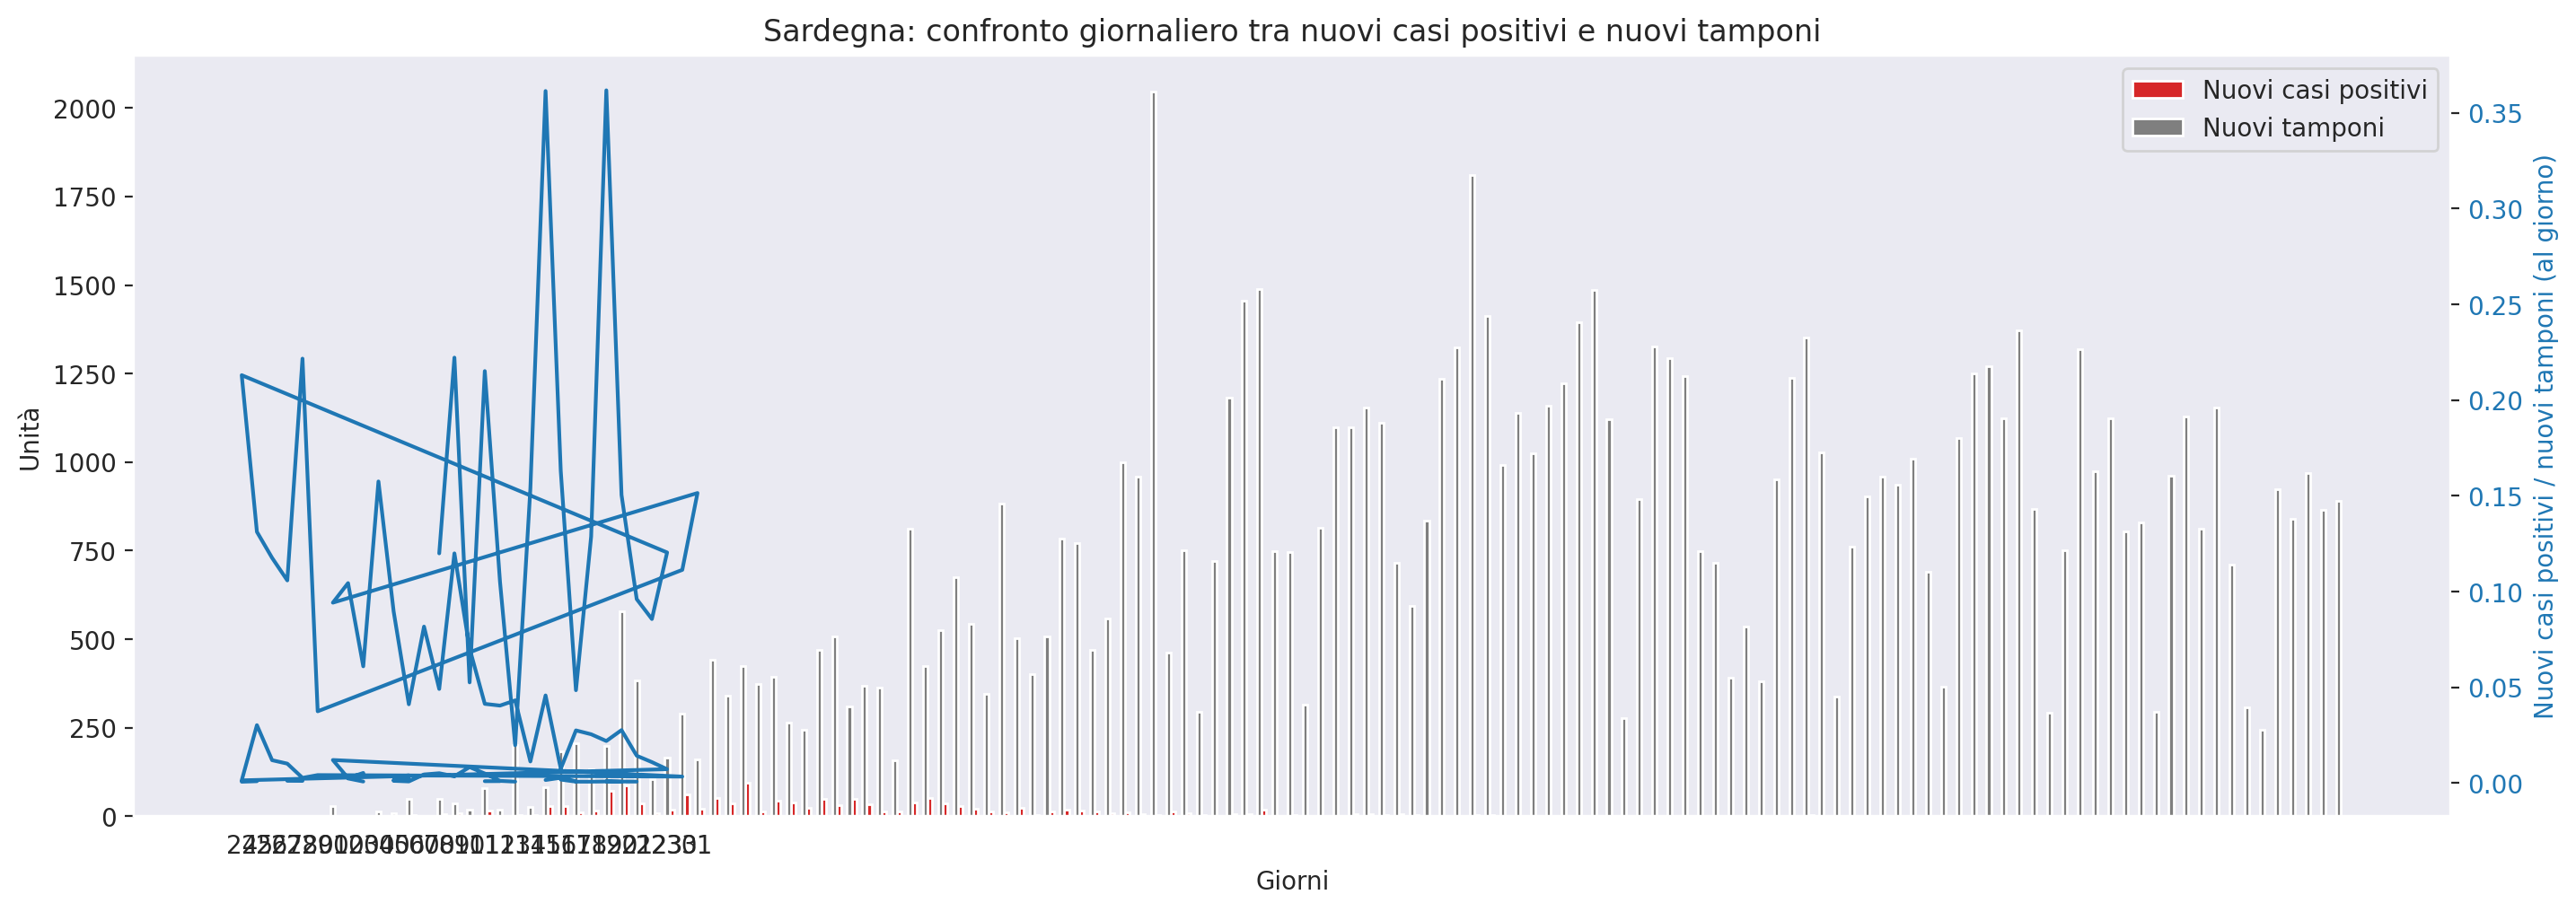 Sardegna: confronto giornaliero tra nuovi casi positivi e nuovi tamponi
Nuovi casi positivi
Nuovi tamponi
Unità
2000
1750
1500
1250
1000
750
500
250
0
0.35
0.30
0.25
0.20
0.15
0.10
0.05
0.00
Nuovi casi positivi / nuovi tamponi (al giorno)
Giorni